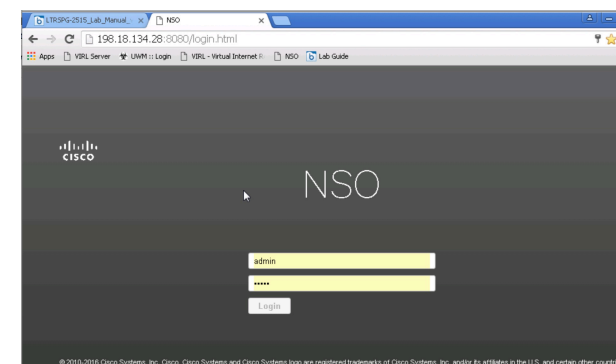 LTRSPG-2515_Lab_Manual_
NSO
198.18.134.28:8080/login.html
Apps VIRL Server UWM :: Login VIRL - Virtual Internet R NSO Lab Guide
CISCO
NSO
admin
•••••
Login
© 2010-2016 Cisco Systems, Inc. Cisco, Cisco Systems and Cisco Systems logo are registered trademarks of Cisco Systems, Inc. and/or its affiliates in the U.S. and certain other countr